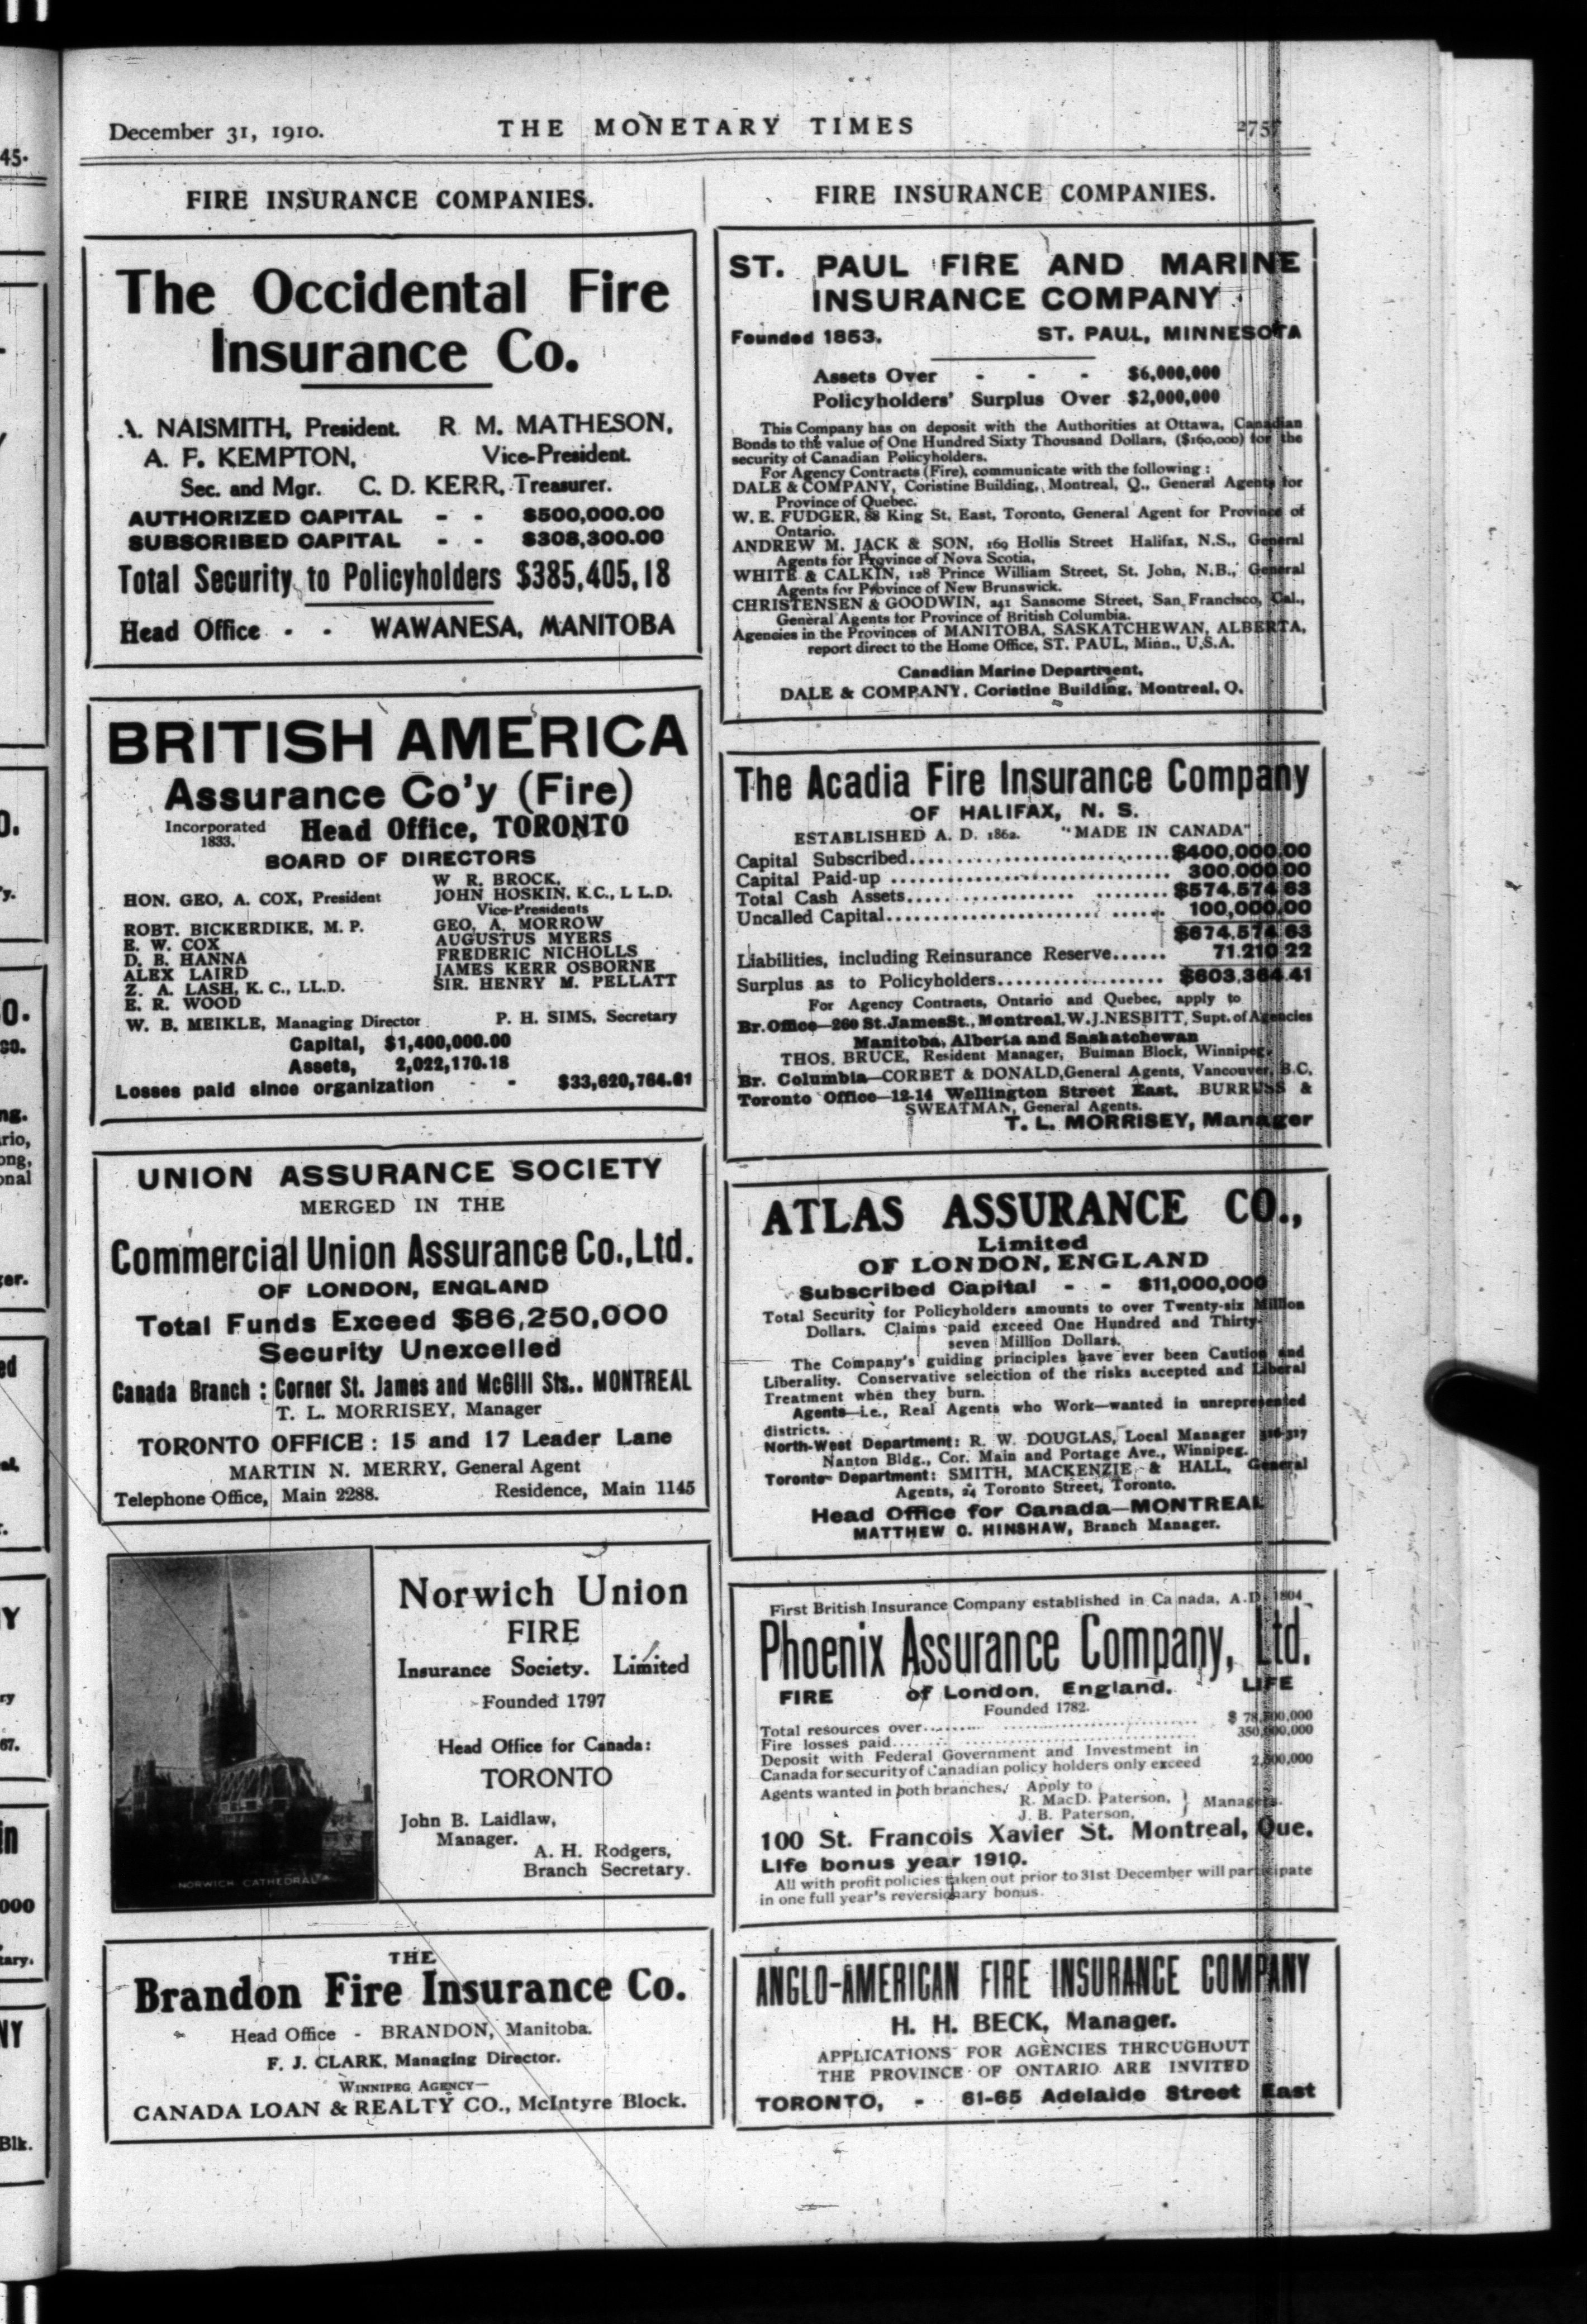 December 31, 1910.
THE MONETARY TIMES
FIRE INSURANCE COMPANIES.
The Occidental Fire
Insurance Co.
A. NAISMITH, President. R. M. MATHESON,
A. F. KEMPTON, Vice-President.
Sec. and Mgr. C. D. KERR, Treasurer.
AUTHORIZED CAPITAL - - $500,000.00
SUBSCRIBED CAPITAL - - $308,300.00
Total Security to Policyholders $385,405.18
Head Office - - WAWANESA, MANITOBA
BRITISH AMERICA
Assurance Co'y (Fire)
Incorporated 1833. Head Office, TORONTO
BOARD OF DIRECTORS
HON. GEO. A. COX, President
W. R. BROCK,
JOHN HOSKIN, K.C., LL.D.
Vice-Presidents
ROBT. BICKERDIKE, M. P.
E. W. COX
D. B. HANNA
ALEX LAIRD
Z. A. LASH, K. C., LL.D.
E. R. WOOD
GEO. A. MORROW
AUGUSTUS MYERS
FREDERIC NICHOLLS
JAMES KERR OSBORNE
SIR. HENRY M. PELLATT
W. B. MEIKLE, Managing Director P. H. SIMS, Secretary
Capital, $1,400,000.00
Assets, 2,022,170.18
Losses paid since organization - $33,620,764.61
UNION ASSURANCE SOCIETY
MERGED IN THE
Commercial Union Assurance Co., Ltd.
OF LONDON, ENGLAND
Total Funds Exceed $86,250,000
Security Unexcelled
Canada Branch: Corner St. James and McGill Sts., MONTREAL
T. L. MORRISEY, Manager
TORONTO OFFICE: 15 and 17 Leader Lane
MARTIN N. MERRY, General Agent
Telephone Office, Main 2288. Residence, Main 1145
NORWICH CATHEDRAL
Norwich Union
FIRE
Insurance Society. Limited
Founded 1797
Head Office for Canada:
TORONTO
John B. Laidlaw,
Manager.
A. H. Rodgers,
Branch Secretary.
THE
Brandon Fire Insurance Co.
Head Office - BRANDON, Manitoba.
F. J. CLARK, Managing Director.
WINNIPEG AGENCY—
CANADA LOAN & REALTY CO., McIntyre Block.
FIRE INSURANCE COMPANIES.
ST. PAUL FIRE AND MARINE
INSURANCE COMPANY
Founded 1853. ST. PAUL, MINNESOTA
Assets Over - - - $6,000,000
Policyholders' Surplus Over $2,000,000
This Company has on deposit with the Authorities at Ottawa, Canadian
Bonds to the value of One Hundred Sixty Thousand Dollars, ($160,000) for the
security of Canadian Policyholders.
For Agency Contracts (Fire), communicate with the following:
DALE & COMPANY, Coristine Building, Montreal, Q., General Agents for
Province of Quebec.
W. E. FUDGER, 88 King St. East, Toronto, General Agent for Province of
Ontario.
ANDREW M. JACK & SON, 169 Hollis Street Halifax, N.S., General
Agents for Province of Nova Scotia.
WHITE & CALKIN, 128 Prince William Street, St. John, N.B., General
Agents for Province of New Brunswick.
CHRISTENSEN & GOODWIN, 241 Sansome Street, San Francisco, Cal.,
General Agents for Province of British Columbia.
Agencies in the Provinces of MANITOBA, SASKATCHEWAN, ALBERTA,
report direct to the Home Office, ST. PAUL, Minn., U.S.A.
Canadian Marine Department,
DALE & COMPANY, Coristine Building, Montreal, Q.
The Acadia Fire Insurance Company
OF HALIFAX, N. S.
ESTABLISHED A. D. 1862. "MADE IN CANADA"
Capital Subscribed $400,000.00
Capital Paid-up 300,000.00
Total Cash Assets $574,574.63
Uncalled Capital 100,000.00
$674,574.63
Liabilities, including Reinsurance Reserve 71,210.22
Surplus as to Policyholders $603,364.41
For Agency Contracts, Ontario and Quebec, apply to
Br. Office—260 St. James St., Montreal, W. J. NESBITT, Supt. of Agencies
Manitoba, Alberta and Saskatchewan
THOS. BRUCE, Resident Manager, Bulman Block, Winnipeg.
Br. Columbia—CORBET & DONALD, General Agents, Vancouver, B.C.
Toronto Office—12-14 Wellington Street East. BURRUSS &
SWEATMAN, General Agents.
T. L. MORRISEY, Manager
ATLAS ASSURANCE CO.,
Limited
OF LONDON, ENGLAND
Subscribed Capital - - $11,000,000
Total Security for Policyholders amounts to over Twenty-six Million
Dollars. Claims paid exceed One Hundred and Thirty-
seven Million Dollars.
The Company's guiding principles have ever been Caution and
Liberality. Conservative selection of the risks accepted and Liberal
Treatment when they burn.
Agents—i.e., Real Agents who Work—wanted in unrepresented
districts.
North-West Department: R. W. DOUGLAS, Local Manager 316-317
Nanton Bldg., Cor. Main and Portage Ave., Winnipeg.
Toronto Department: SMITH, MACKENZIE & HALL, General
Agents, 24 Toronto Street, Toronto.
Head Office for Canada—MONTREAL
MATTHEW C. HINSHAW, Branch Manager.
First British Insurance Company established in Canada, A.D. 1804
Phoenix Assurance Company, Ltd.
FIRE of London, England. LIFE
Founded 1782.
Total resources over
Fire losses paid
Deposit with Federal Government and Investment in
Canada for security of Canadian policy holders only exceed
Agents wanted in both branches. Apply to
R. MacD. Paterson,
J. B. Paterson, } Managers.
100 St. Francois Xavier St. Montreal, Que.
Life bonus year 1910.
All with profit policies taken out prior to 31st December will participate
in one full year's reversionary bonus.
ANGLO-AMERICAN FIRE INSURANCE COMPANY
H. H. BECK, Manager.
APPLICATIONS FOR AGENCIES THROUGHOUT
THE PROVINCE OF ONTARIO ARE INVITED
TORONTO, - 61-65 Adelaide Street East